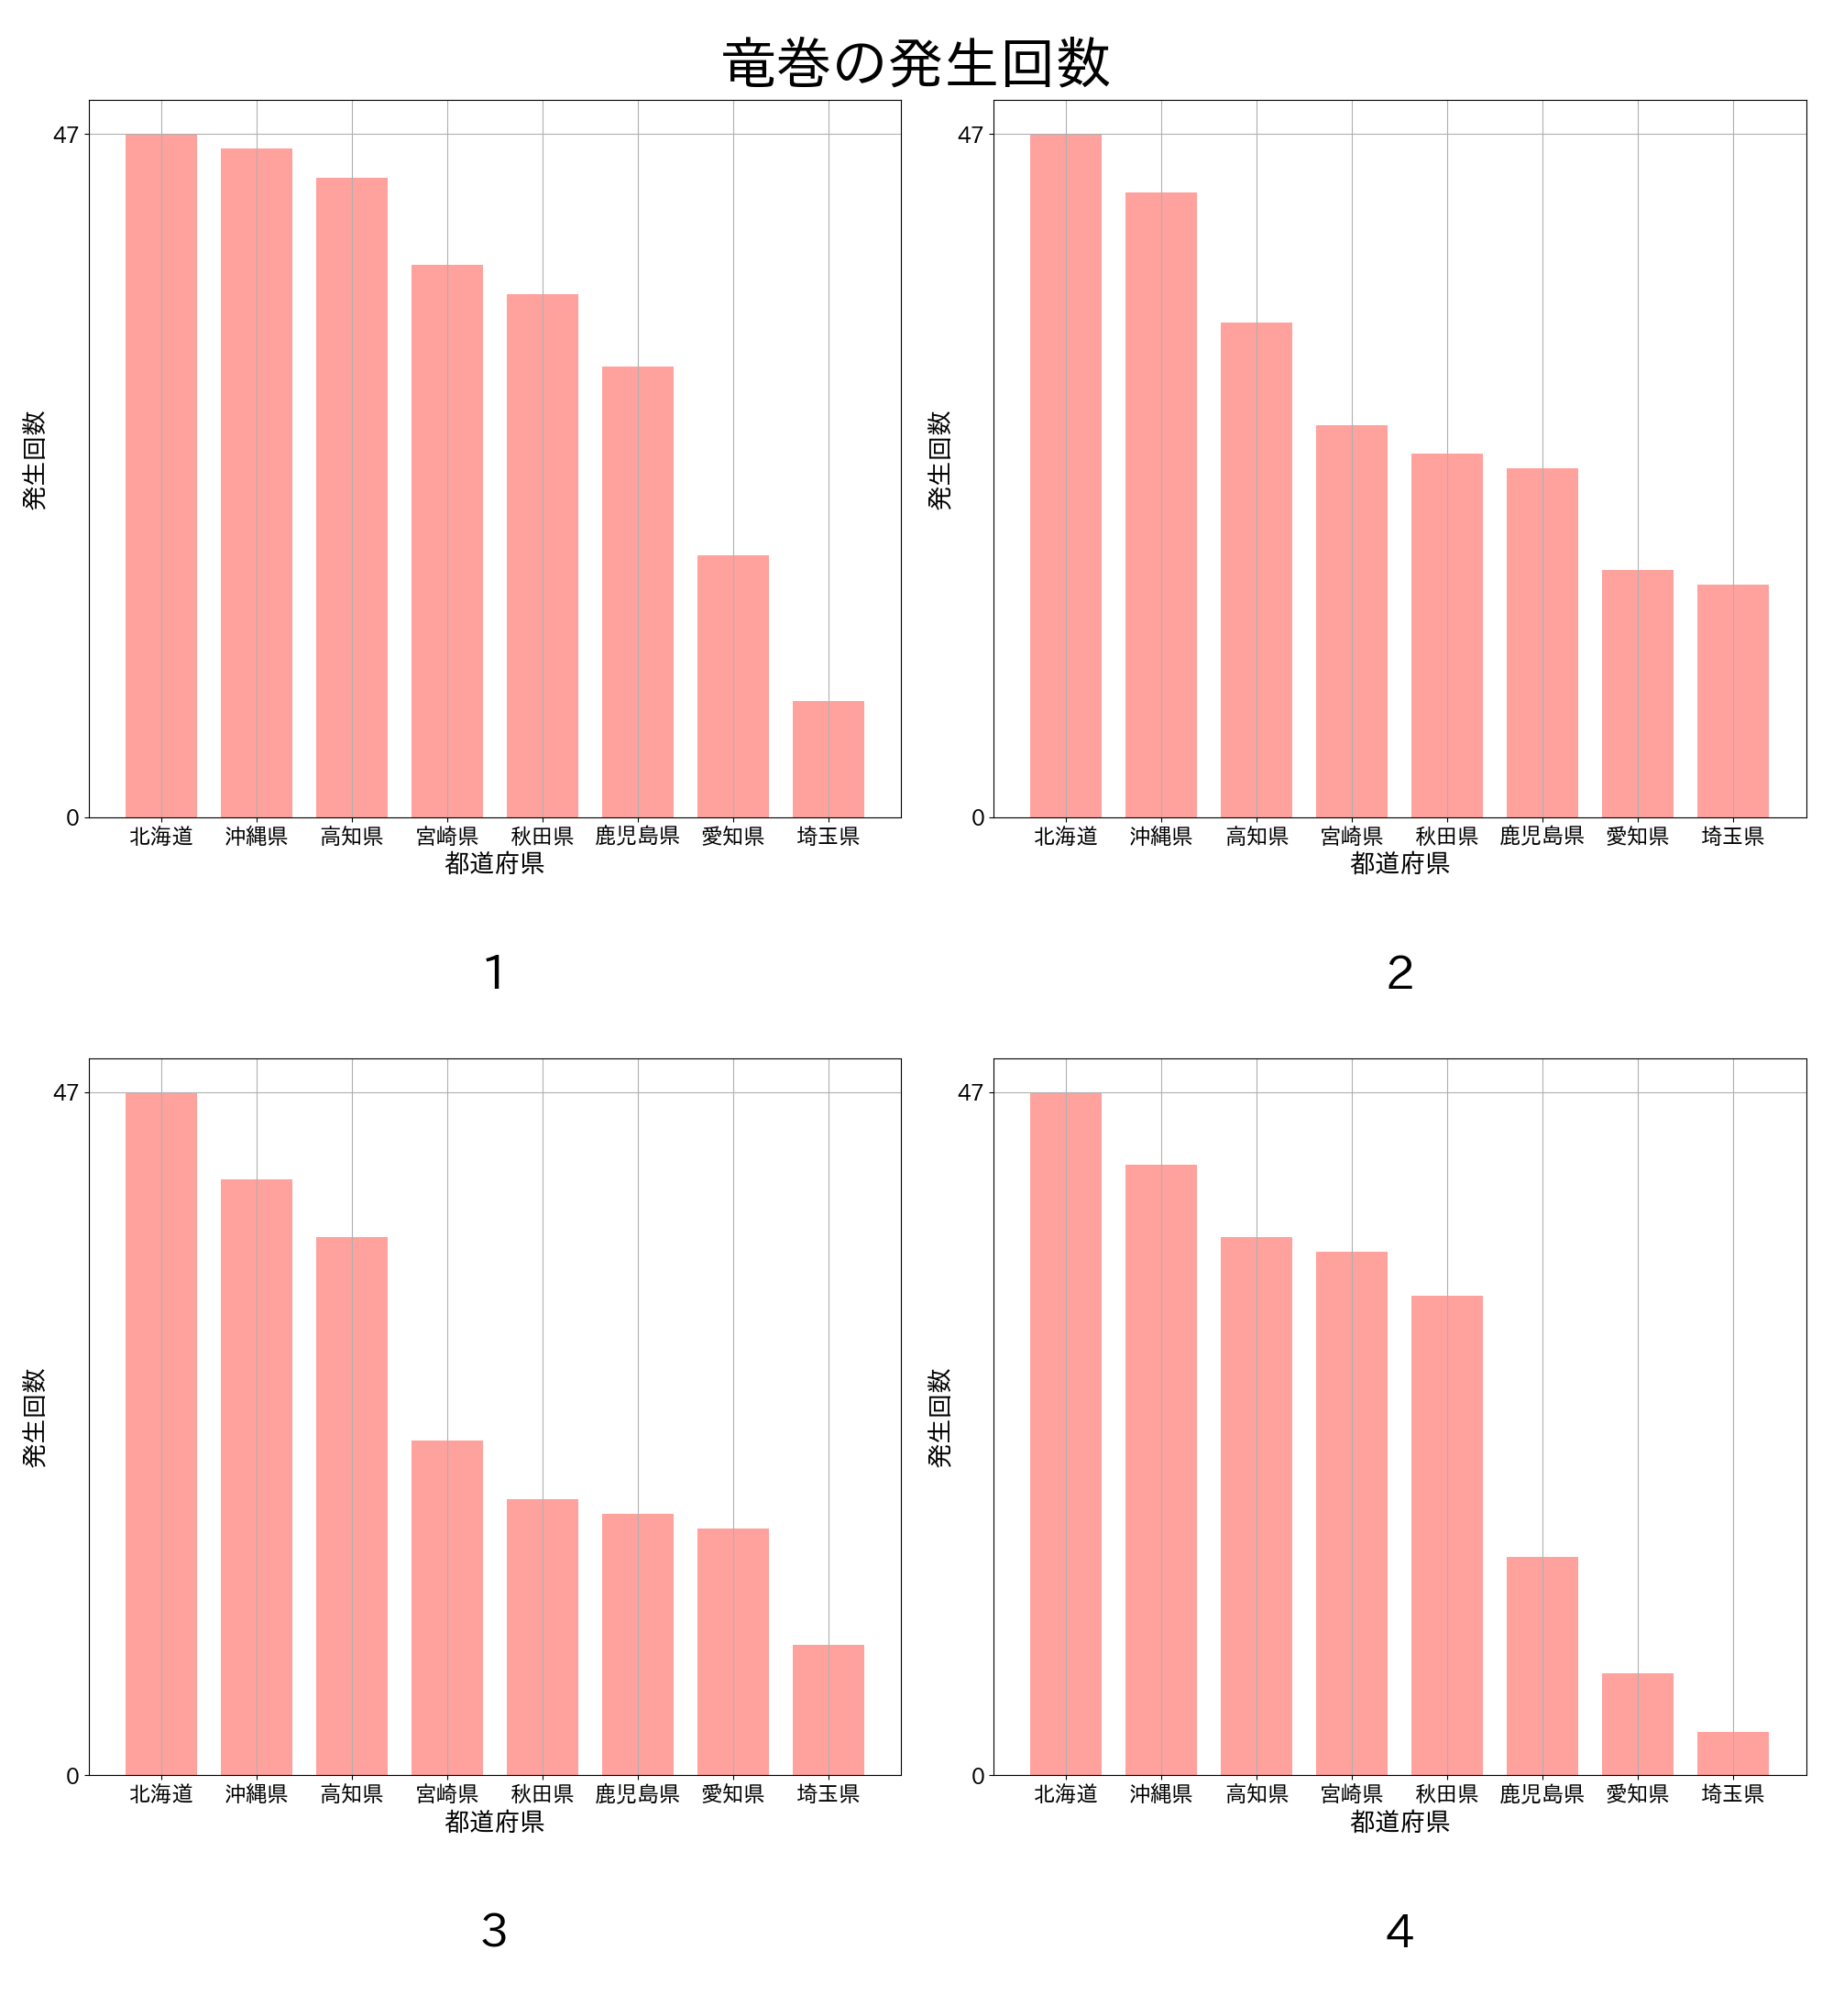 竜巻の発生回数
47
0
発生回数
北海道 沖縄県 高知県 宮崎県 秋田県 鹿児島県 愛知県 埼玉県
都道府県
1
47
0
発生回数
北海道 沖縄県 高知県 宮崎県 秋田県 鹿児島県 愛知県 埼玉県
都道府県
2
47
0
発生回数
北海道 沖縄県 高知県 宮崎県 秋田県 鹿児島県 愛知県 埼玉県
都道府県
3
47
0
発生回数
北海道 沖縄県 高知県 宮崎県 秋田県 鹿児島県 愛知県 埼玉県
都道府県
4